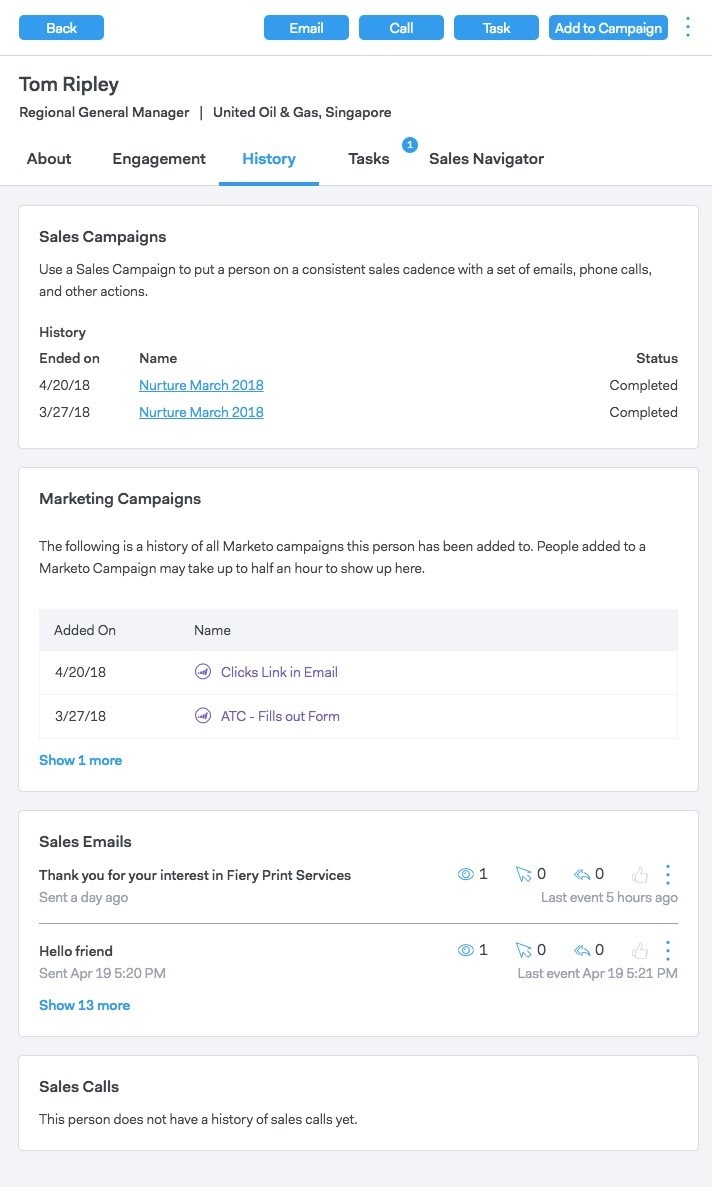 Back Email Call Task Add to Campaign
Tom Ripley
Regional General Manager | United Oil & Gas, Singapore
About Engagement History Tasks 1 Sales Navigator
Sales Campaigns
Use a Sales Campaign to put a person on a consistent sales cadence with a set of emails, phone calls,
and other actions.
History
Ended on Name Status
4/20/18 Nurture March 2018 Completed
3/27/18 Nurture March 2018 Completed
Marketing Campaigns
The following is a history of all Marketo campaigns this person has been added to. People added to a
Marketo Campaign may take up to half an hour to show up here.
Added On Name
4/20/18 Clicks Link in Email
3/27/18 ATC - Fills out Form
Show 1 more
Sales Emails
Thank you for your interest in Fiery Print Services 1 0 0
Sent a day ago Last event 5 hours ago
Hello friend 1 0 0
Sent Apr 19 5:20 PM Last event Apr 19 5:21 PM
Show 13 more
Sales Calls
This person does not have a history of sales calls yet.